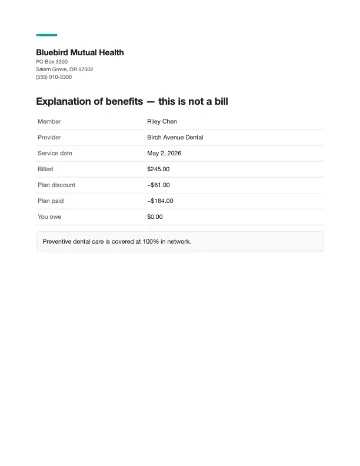 Bluebird Mutual Health
PO Box 3300
Salem Grove, OR 97002
(555) 010-3300
Explanation of benefits — this is not a bill
Member Riley Chen
Provider Birch Avenue Dental
Service date May 2, 2026
Billed $245.00
Plan discount −$61.00
Plan paid −$184.00
You owe $0.00
Preventive dental care is covered at 100% in network.